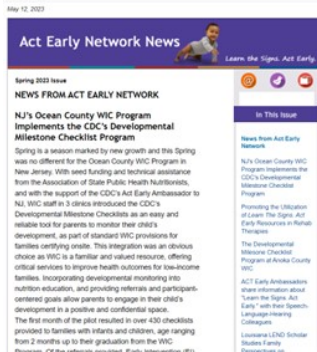 May 12, 2023
Act Early Network News
Learn the Signs. Act Early.
Spring 2023 Issue
NEWS FROM ACT EARLY NETWORK
NJ's Ocean County WIC Program
Implements the CDC's Developmental
Milestone Checklist Program
Spring is a season marked by new growth and this Spring
was no different for the Ocean County WIC Program in
New Jersey. With seed funding and technical assistance
from the Association of State Public Health Nutritionists,
and with the support of the CDC's Act Early Ambassador to
NJ, WIC staff in 3 clinics introduced the CDC's
Developmental Milestone Checklists as an easy and
reliable tool for parents to monitor their child's
development, as part of standard WIC provisions for
families certifying onsite. This integration was an obvious
choice as WIC is a familiar and valued resource, offering
critical services to improve health outcomes for low-income
families. Incorporating developmental monitoring into
nutrition education, and providing referrals and participant-
centered goals allow parents to engage in their child's
development in a positive and confidential space.
The first month of the pilot resulted in over 430 checklists
provided to families with infants and children, age ranging
from 2 months up to their graduation from the WIC
Program. Of the referrals provided, Early Intervention (EI)
In This Issue
News from Act Early
Network
NJ's Ocean County WIC
Program Implements the
CDC's Developmental
Milestone Checklist
Program
Promoting the Utilization
of Learn The Signs. Act
Early Resources in Rehab
Therapies
The Developmental
Milestone Checklist
Program at Anoka County
WIC
ACT Early Ambassadors
share information about
"Learn the Signs. Act
Early." with their Speech-
Language-Hearing
Colleagues
Louisiana LEND Scholar
Studies Family
Perspectives on